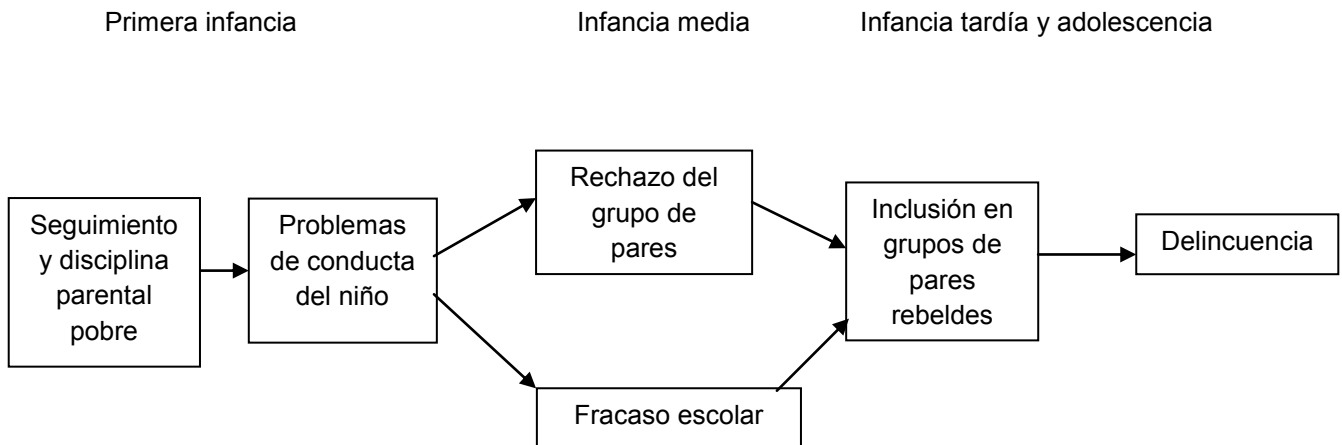 Primera infancia
Infancia media
Infancia tardía y adolescencia
Seguimiento
y disciplina
parental
pobre
Problemas
de conducta
del niño
Rechazo del
grupo de
pares
Fracaso escolar
Inclusión en
grupos de
pares
rebeldes
Delincuencia